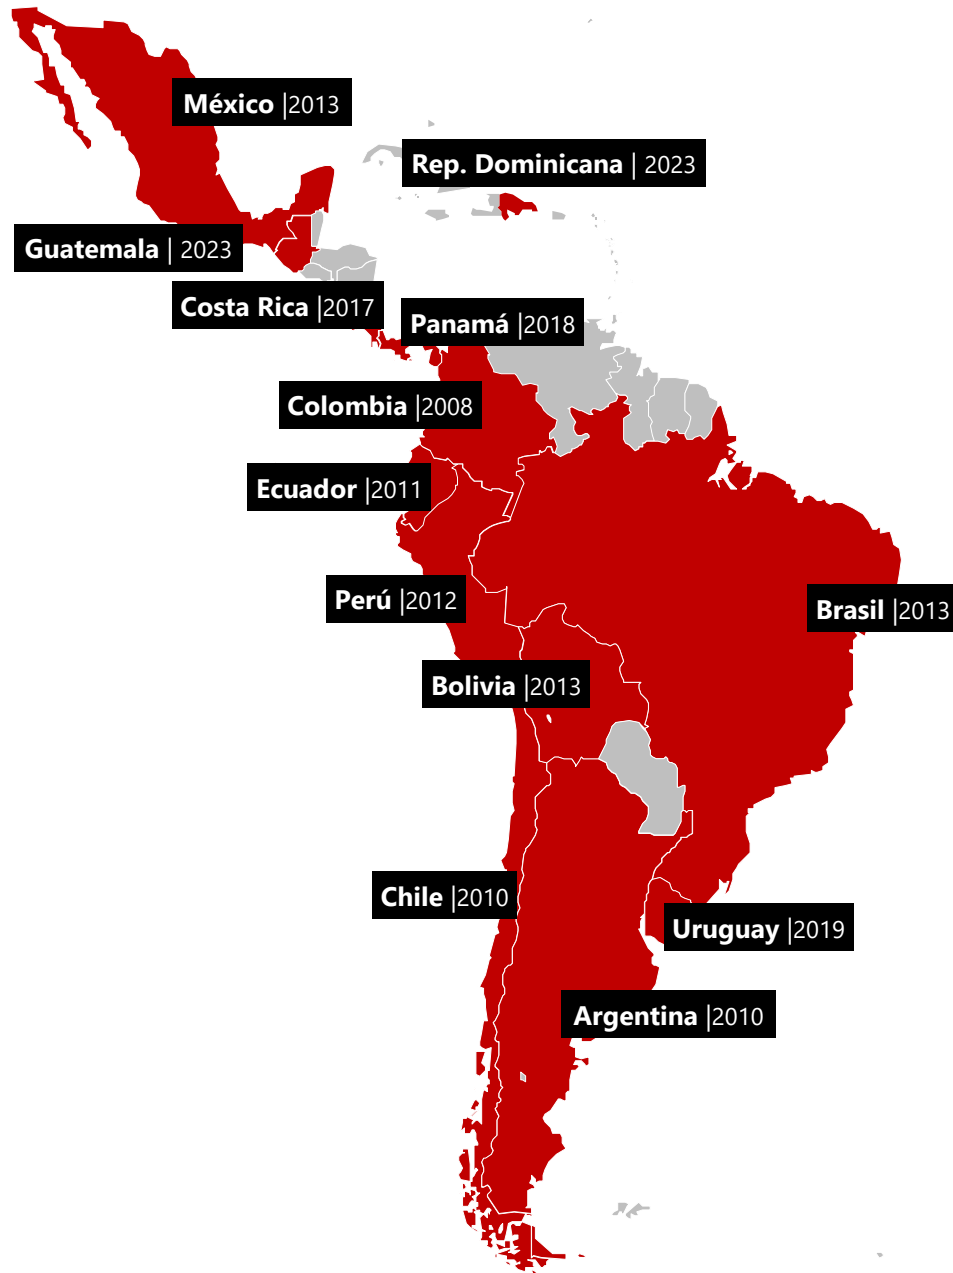 México |2013
Rep. Dominicana | 2023
Guatemala | 2023
Costa Rica |2017
Panamá |2018
Colombia |2008
Ecuador |2011
Perú |2012
Brasil |2013
Bolivia |2013
Chile |2010
Uruguay |2019
Argentina |2010